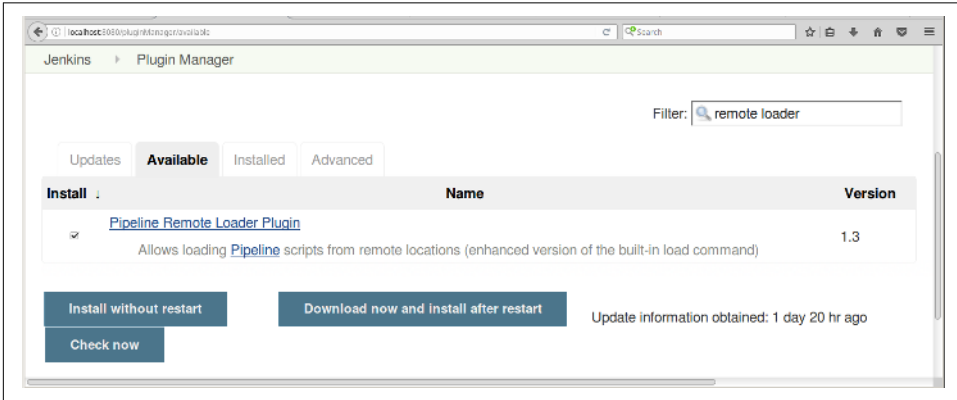 localhost:8080/pluginManager/available
Search
Jenkins Plugin Manager
Filter: remote loader
Updates Available Installed Advanced
Install ↓ Name Version
Pipeline Remote Loader Plugin
Allows loading Pipeline scripts from remote locations (enhanced version of the built-in load command)
1.3
Install without restart Download now and install after restart Update information obtained: 1 day 20 hr ago
Check now